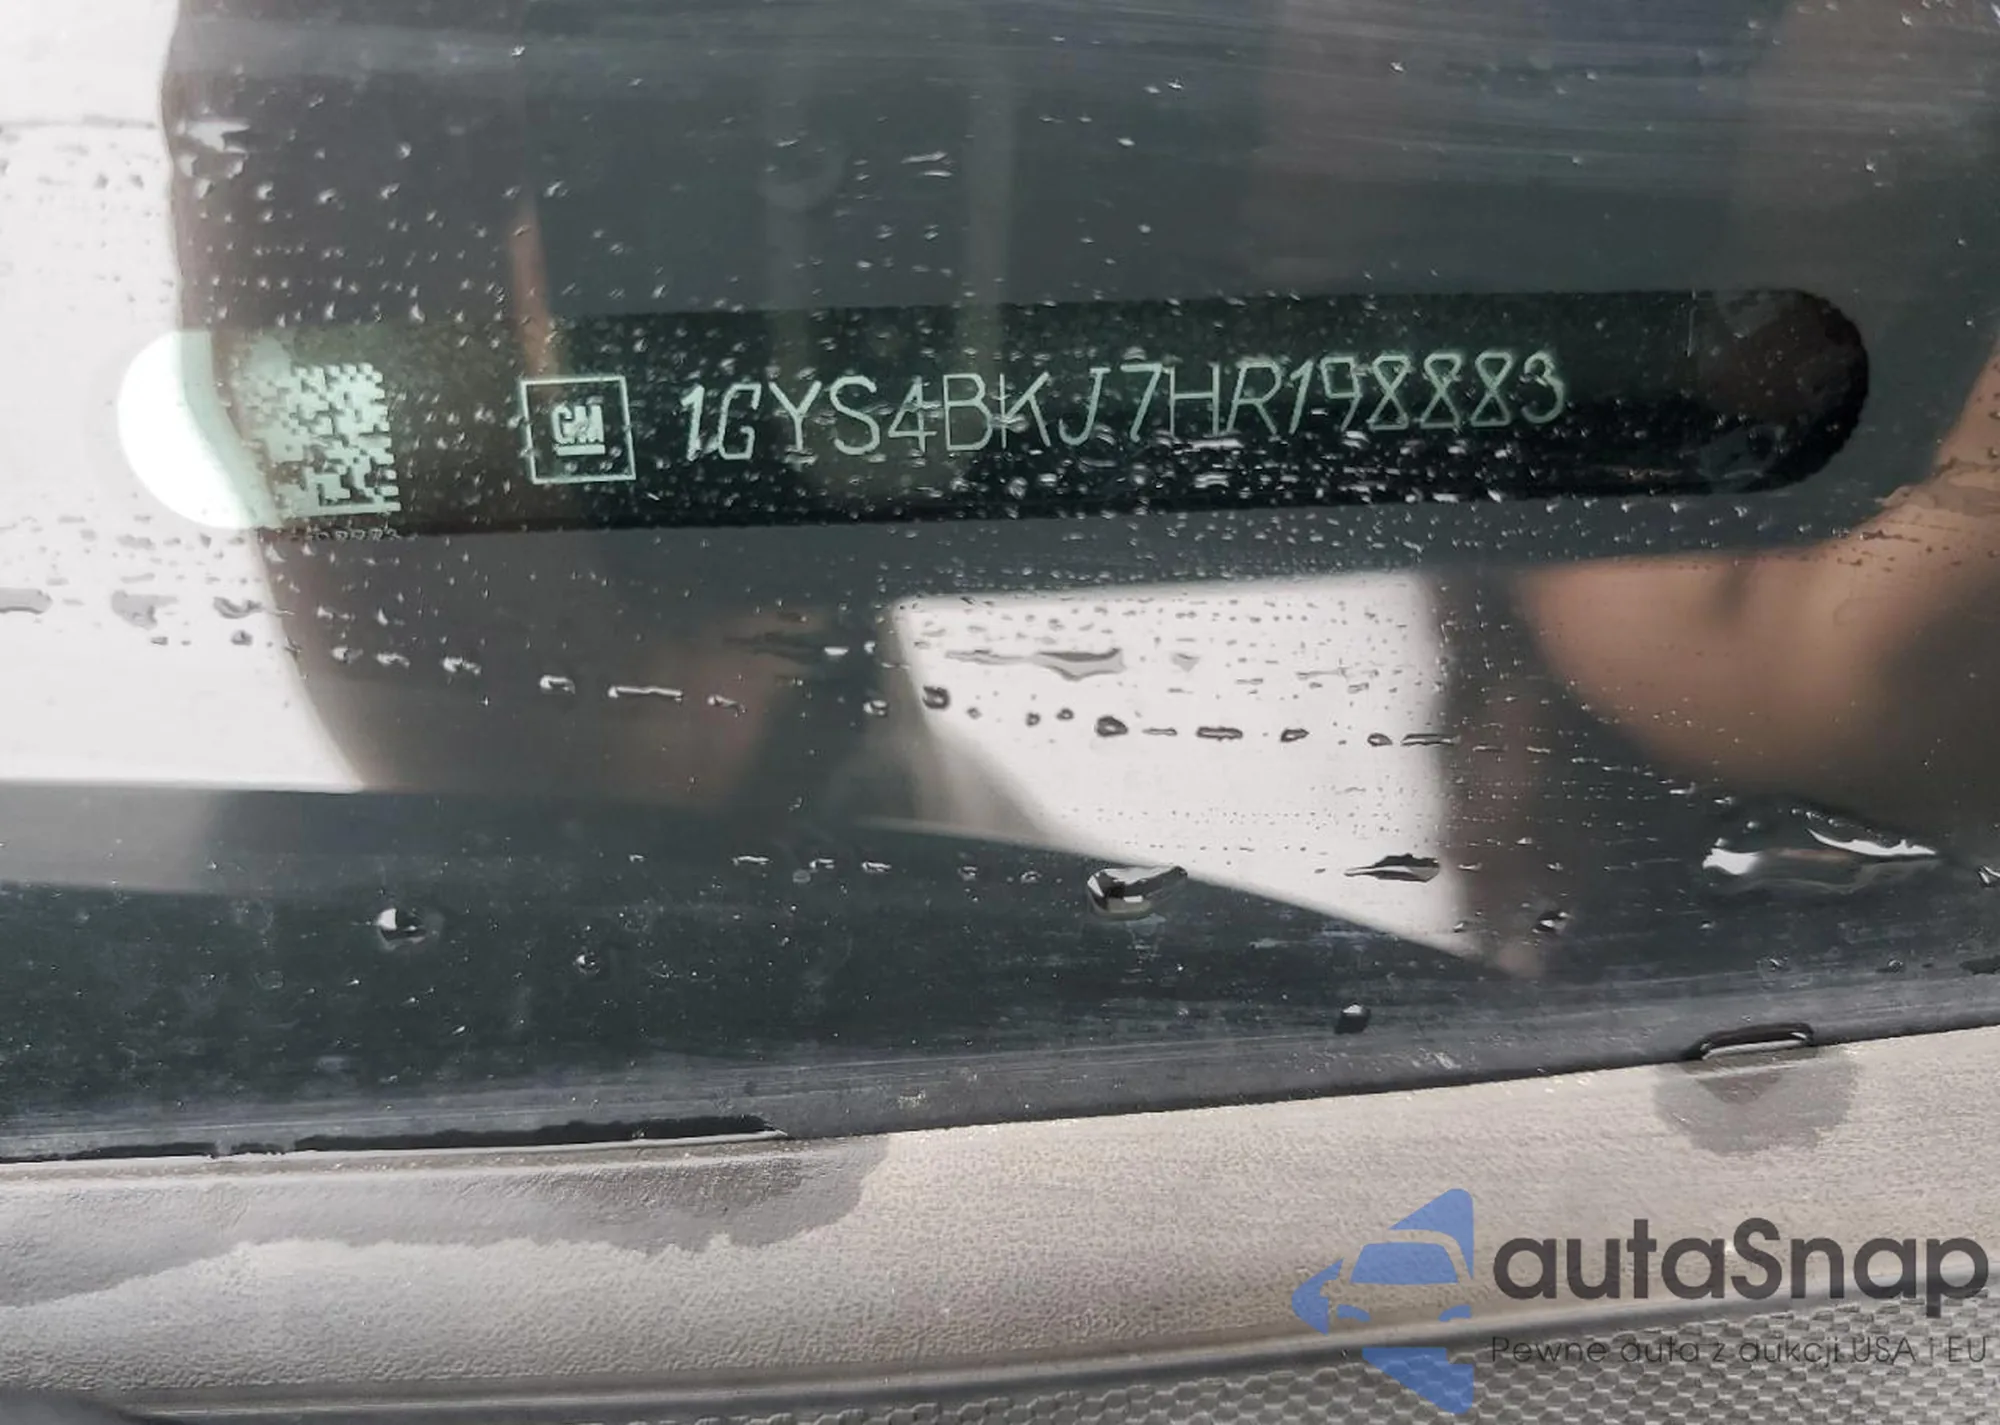 GM 1GYS4BKJ7HR198883
autaSnap
Pewne auta z aukcji USA i EU